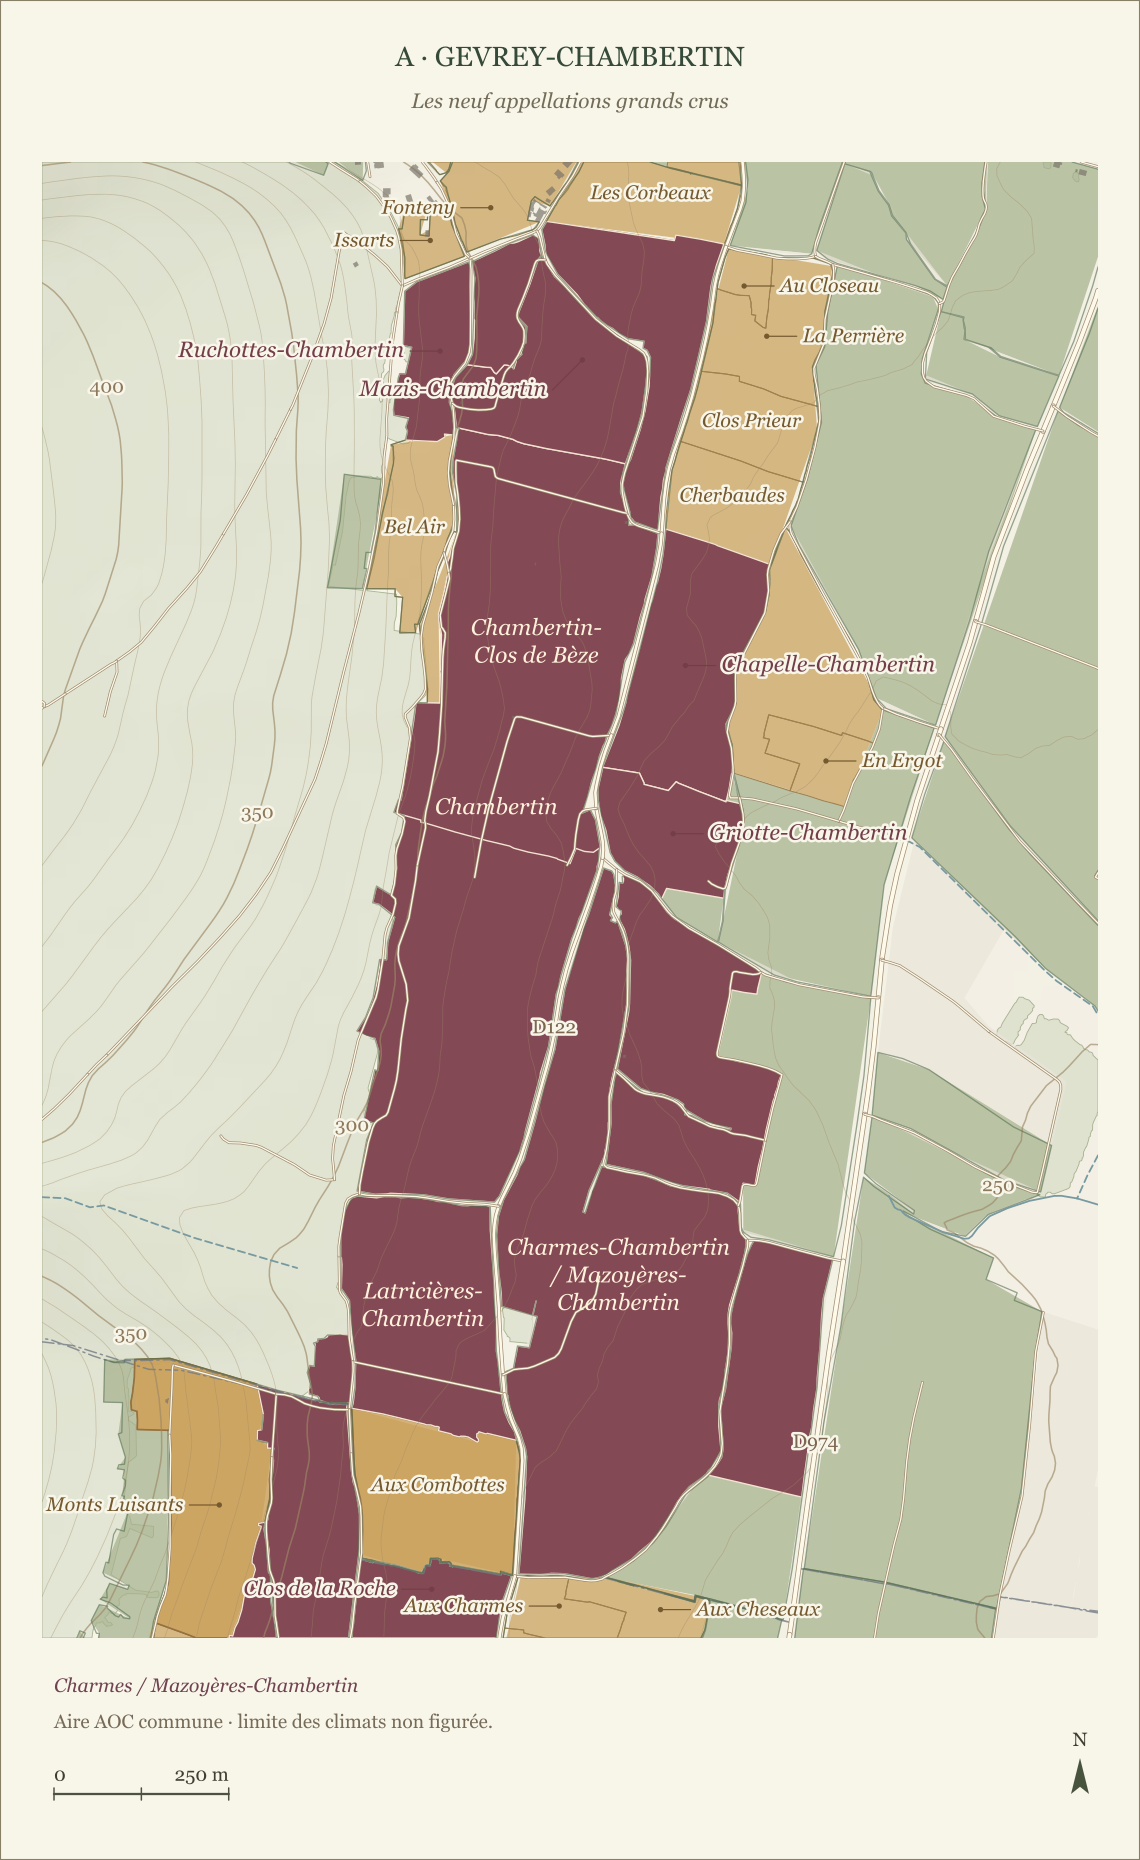 A · GEVREY-CHAMBERTIN
Les neuf appellations grands crus
Les Corbeaux
Fonteny
Issarts
Au Closeau
La Perrière
Ruchottes-Chambertin
400
Mazis-Chambertin
Clos Prieur
Cherbaudes
Bel Air
Chambertin-
Clos de Bèze
Chapelle-Chambertin
En Ergot
Chambertin
350
Griotte-Chambertin
D122
300
250
Charmes-Chambertin
/ Mazoyères-
Chambertin
Latricières-
Chambertin
350
D974
Aux Combottes
Monts Luisants
Clos de la Roche
Aux Charmes
Aux Cheseaux
Charmes / Mazoyères-Chambertin
Aire AOC commune · limite des climats non figurée.
N
0 250 m